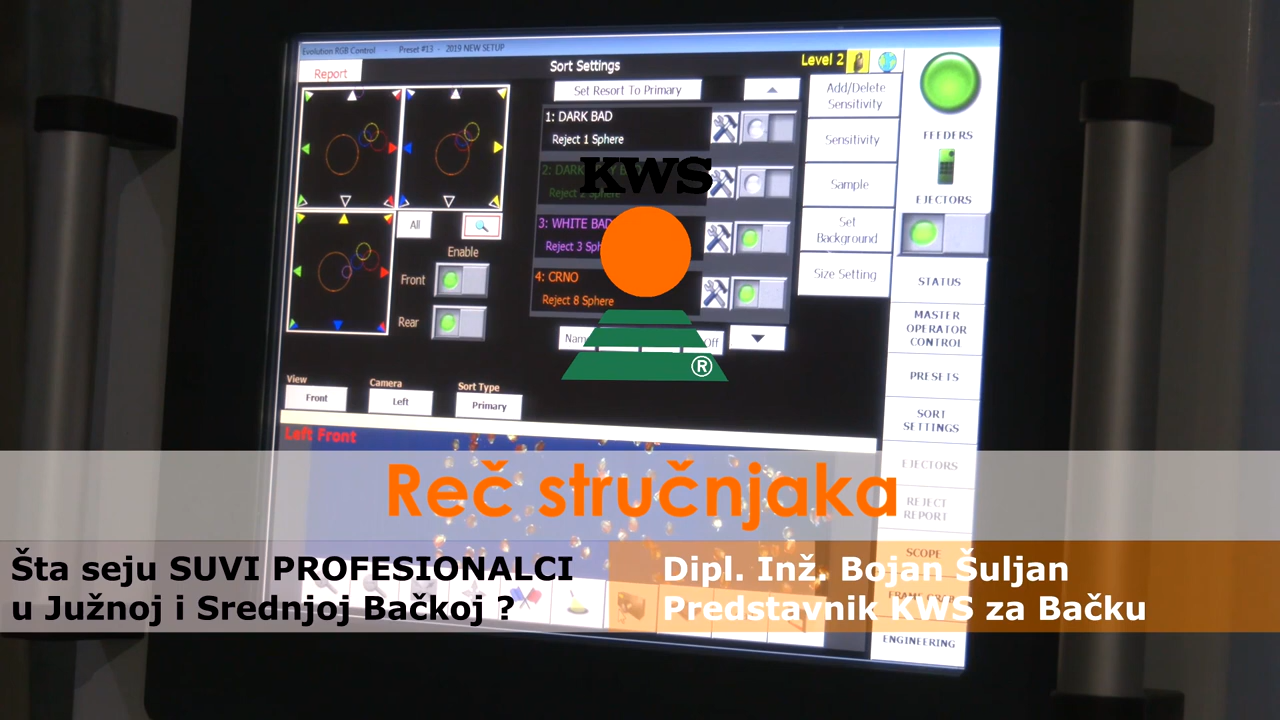 Evolution RGB Control - Preset #13 - 2019 NEW SETUP
Report
Sort Settings
Level 2
Set Resort To Primary
Add/Delete
Sensitivity
1: DARK BAD
Reject 1 Sphere
Sensitivity
FEEDERS
KWS
Sample
EJECTORS
3: WHITE BAD
Reject 3
Set
Background
All
Enable
4: CRNO
Reject 8 Sphere
Size Setting
STATUS
Front
Rear
®
Off
MASTER
OPERATOR
CONTROL
PRESETS
View
Front
Camera
Left
Sort Type
Primary
SORT
SETTINGS
Left Front
EJECTORS
REJECT
REPORT
Reč stručnjaka
SCOPE
Šta seju SUVI PROFESIONALCI
u Južnoj i Srednjoj Bačkoj ?
Dipl. Inž. Bojan Šuljan
Predstavnik KWS za Bačku
ENGINEERING